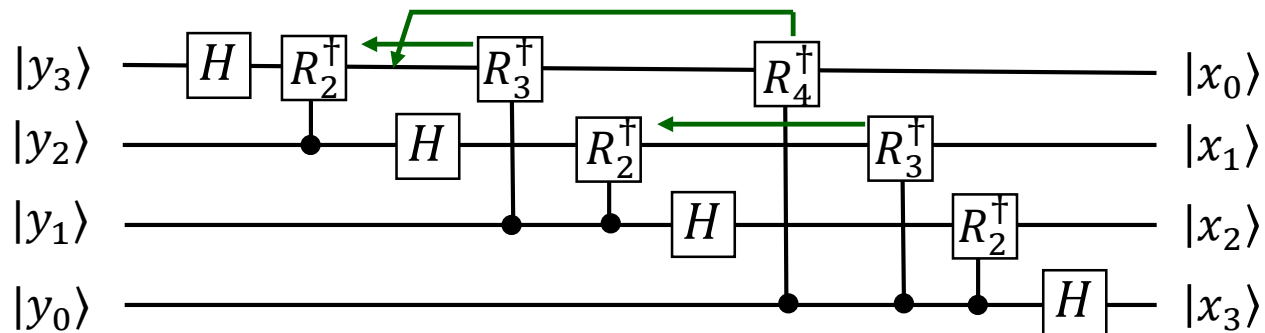 |y₃⟩ H R₂† R₃† R₄† |x₀⟩
|y₂⟩ H R₂† R₃† |x₁⟩
|y₁⟩ H R₂† |x₂⟩
|y₀⟩ H |x₃⟩